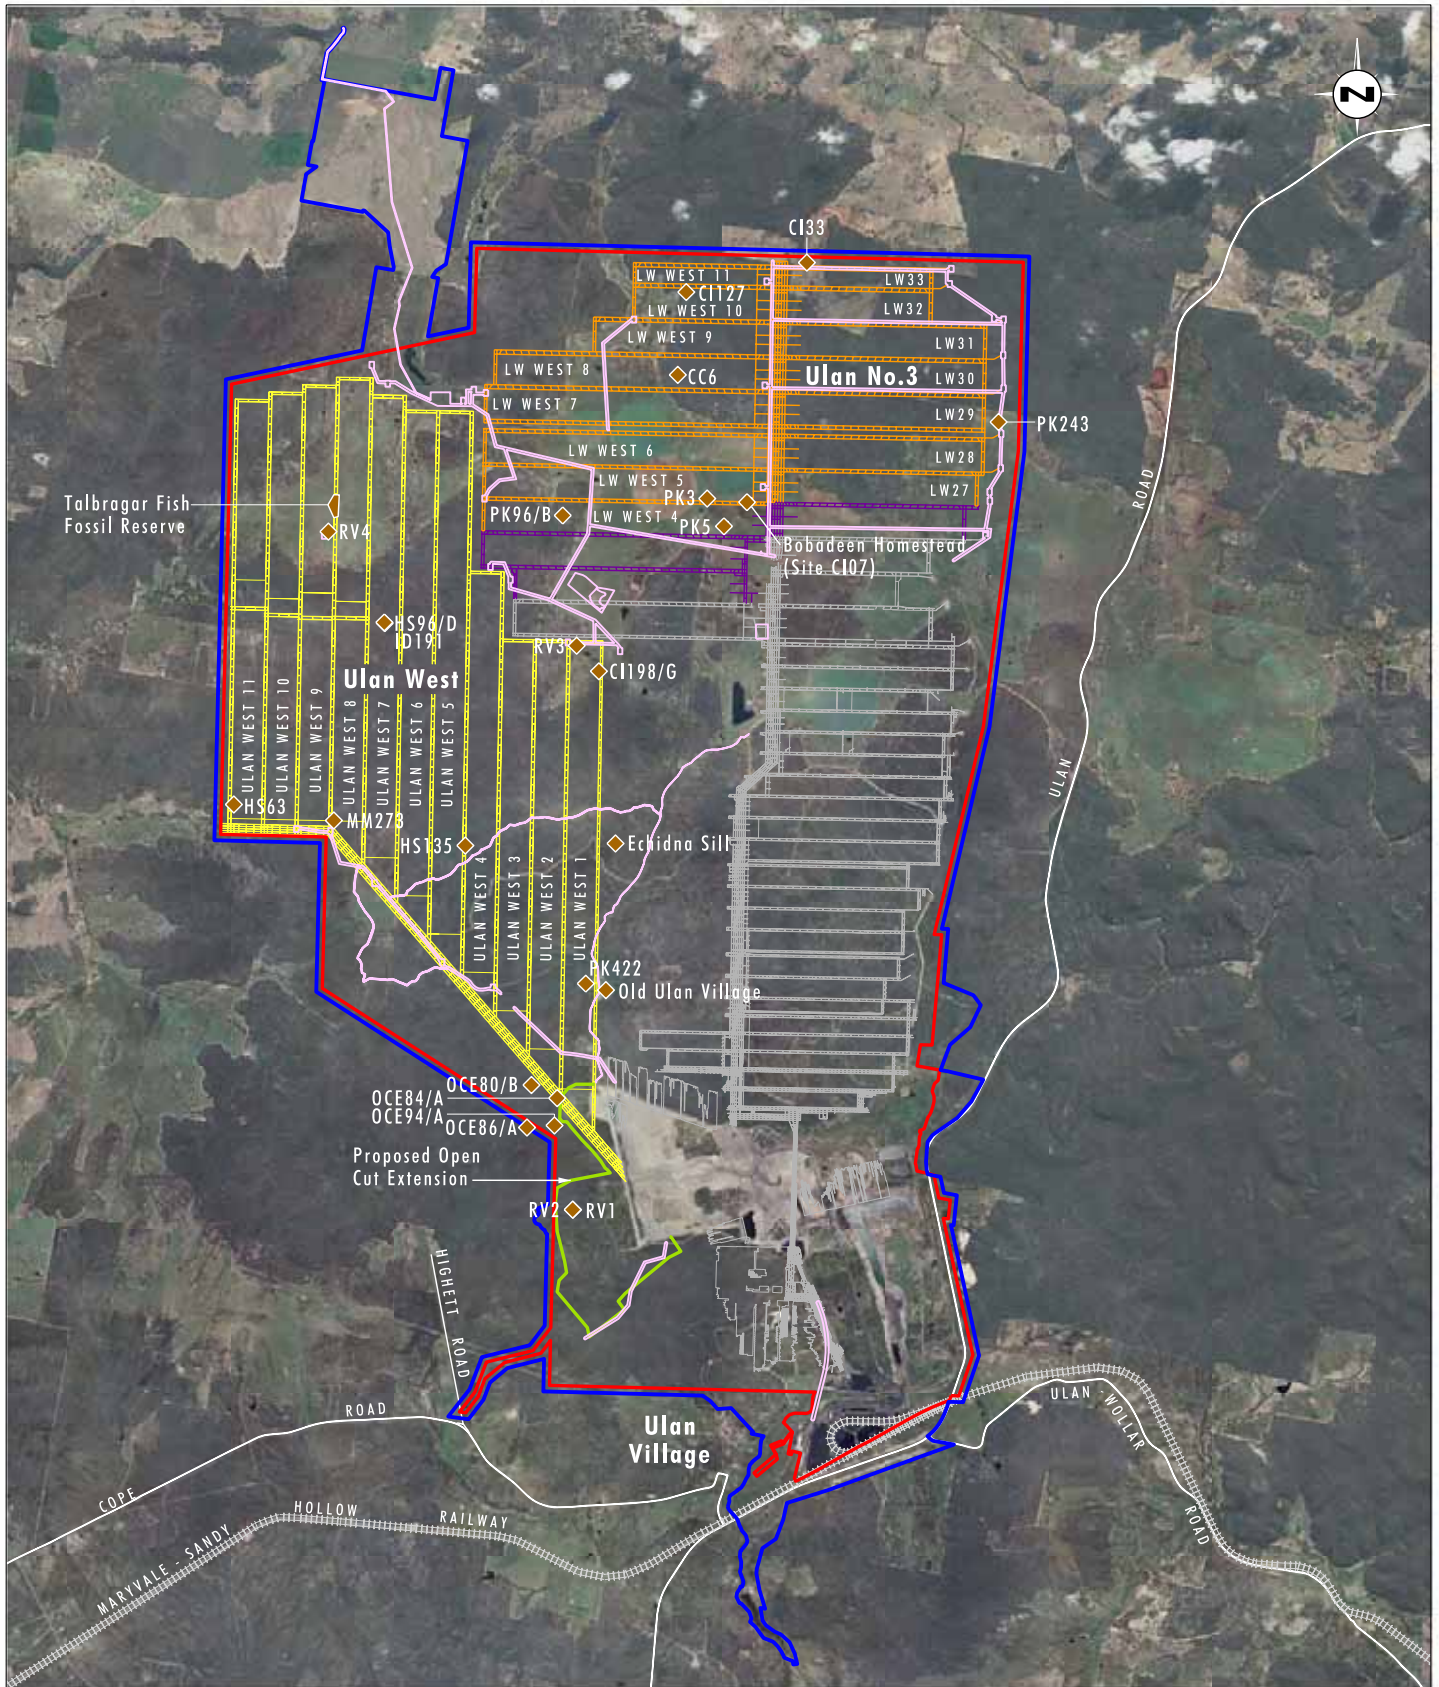 N
CI33
LW WEST 11
LW33
CI127
LW WEST 10
LW32
LW WEST 9
LW31
LW WEST 8
CC6
Ulan No.3
LW30
LW WEST 7
LW29
PK243
LW WEST 6
LW28
LW WEST 5
LW27
Talbragar Fish
Fossil Reserve
RV4
PK3
PK96/B
LW WEST 4
PK5
Bobadeen Homestead
(Site CI07)
ROAD
HS96/D
ID191
RV3
CI198/G
Ulan West
ULAN WEST 11
ULAN WEST 10
ULAN WEST 9
ULAN WEST 8
ULAN WEST 7
ULAN WEST 6
ULAN WEST 5
ULAN
HS63
MM273
HS135
Echidna Sill
ULAN WEST 4
ULAN WEST 3
ULAN WEST 2
ULAN WEST 1
PK422
Old Ulan Village
OCE80/B
OCE84/A
OCE94/A
OCE86/A
Proposed Open
Cut Extension
RV2
RV1
HIGHETT ROAD
ULAN - WOLLAR
ROAD
Ulan
Village
COPE
ROAD
MARYVALE - SANDY
HOLLOW
RAILWAY